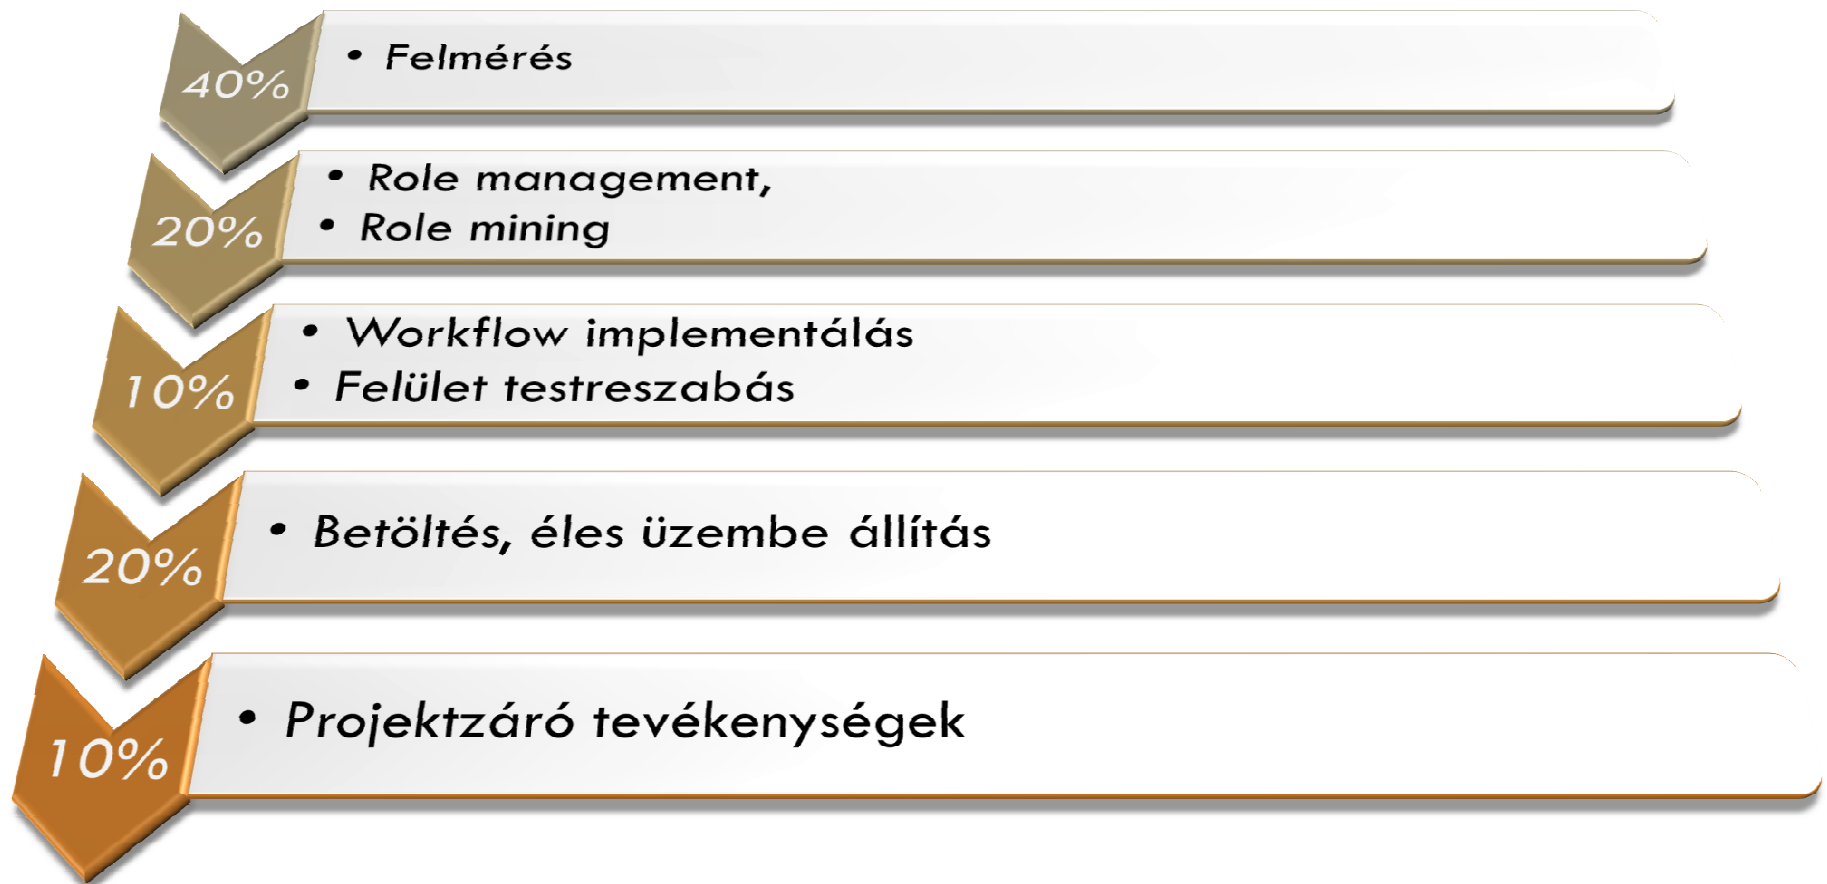 40%
• Felmérés
20%
• Role management,
• Role mining
10%
• Workflow implementálás
• Felület testreszabás
20%
• Betöltés, éles üzembe állítás
10%
• Projektzáró tevékenységek